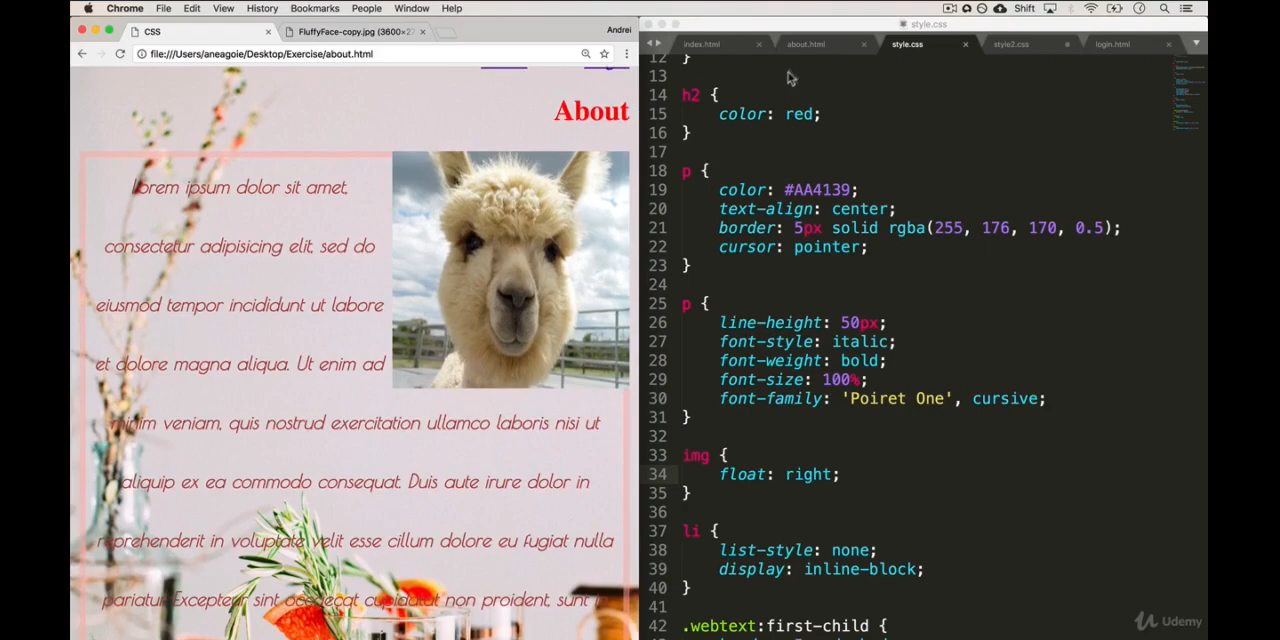 Chrome File Edit View History Bookmarks People Window Help Shift
CSS
FluffyFace-copy.jpg (3600×27
Andrei
file:///Users/aneagoie/Desktop/Exercise/about.html
About
Lorem ipsum dolor sit amet,
consectetur adipisicing elit, sed do
eiusmod tempor incididunt ut labore
et dolore magna aliqua. Ut enim ad
minim veniam, quis nostrud exercitation ullamco laboris nisi ut
aliquip ex ea commodo consequat. Duis aute irure dolor in
reprehenderit in voluptate velit esse cillum dolore eu fugiat nulla
pariatur. Excepteur sint occaecat cupidatat non proident, sunt i
style.css
index.html about.html style.css style2.css login.html
12 }
13
14 h2 {
15 color: red;
16 }
17
18 p {
19 color: #AA4139;
20 text-align: center;
21 border: 5px solid rgba(255, 176, 170, 0.5);
22 cursor: pointer;
23 }
24
25 p {
26 line-height: 50px;
27 font-style: italic;
28 font-weight: bold;
29 font-size: 100%;
30 font-family: 'Poiret One', cursive;
31 }
32
33 img {
34 float: right;
35 }
36
37 li {
38 list-style: none;
39 display: inline-block;
40 }
41
42 .webtext:first-child {
Udemy